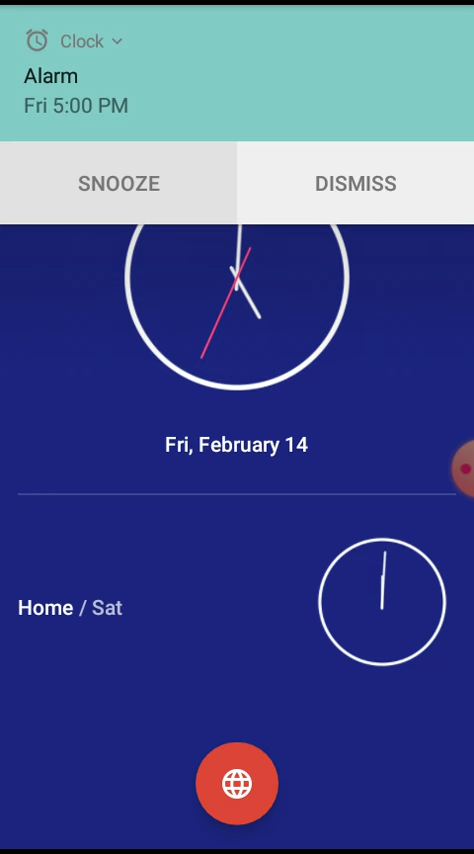 Clock
Alarm
Fri 5:00 PM
SNOOZE DISMISS
Fri, February 14
Home / Sat